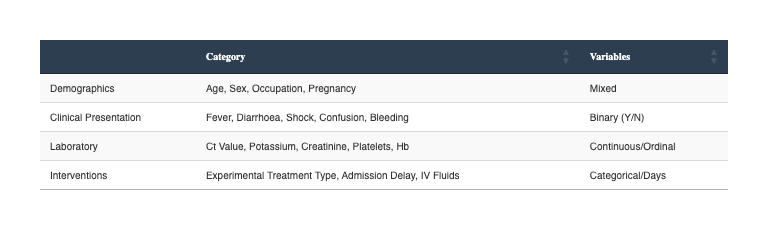 Category Variables
Demographics Age, Sex, Occupation, Pregnancy Mixed
Clinical Presentation Fever, Diarrhoea, Shock, Confusion, Bleeding Binary (Y/N)
Laboratory Ct Value, Potassium, Creatinine, Platelets, Hb Continuous/Ordinal
Interventions Experimental Treatment Type, Admission Delay, IV Fluids Categorical/Days